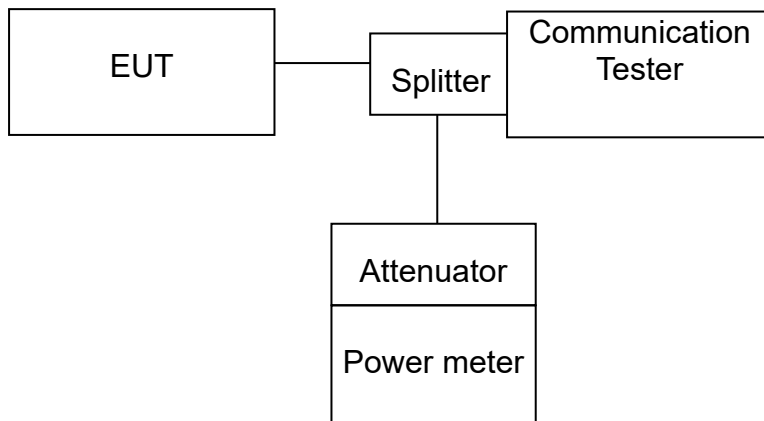 EUT
Splitter
Communication
Tester
Attenuator
Power meter